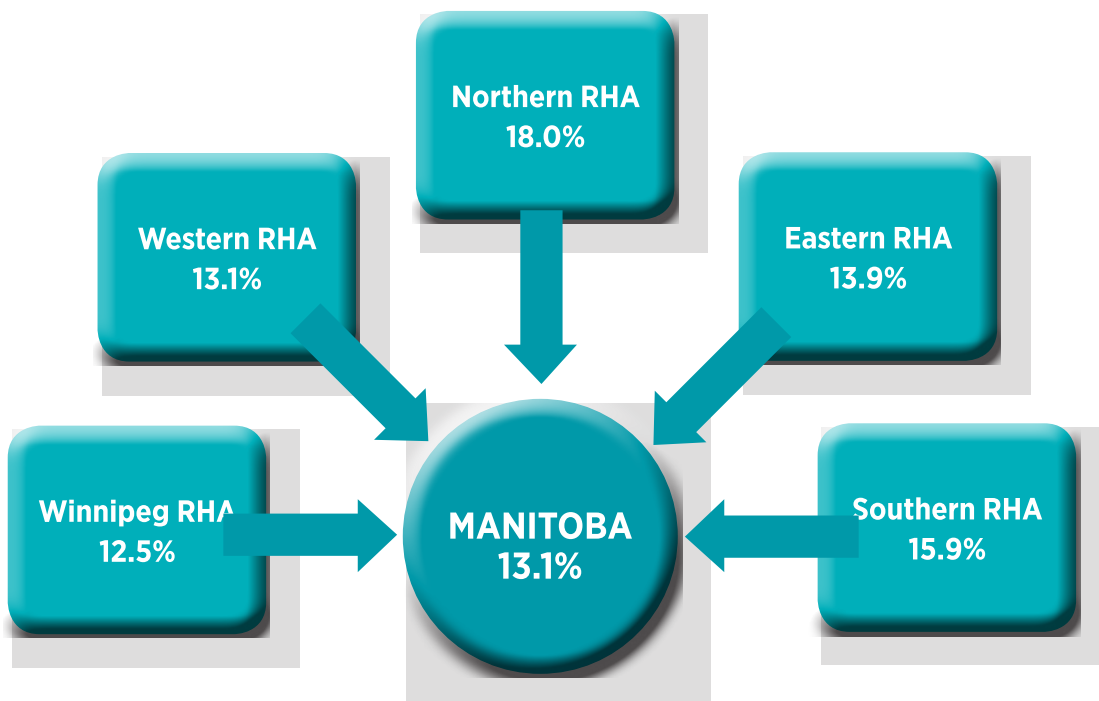 Northern RHA
18.0%
Western RHA
13.1%
Eastern RHA
13.9%
Winnipeg RHA
12.5%
MANITOBA
13.1%
Southern RHA
15.9%